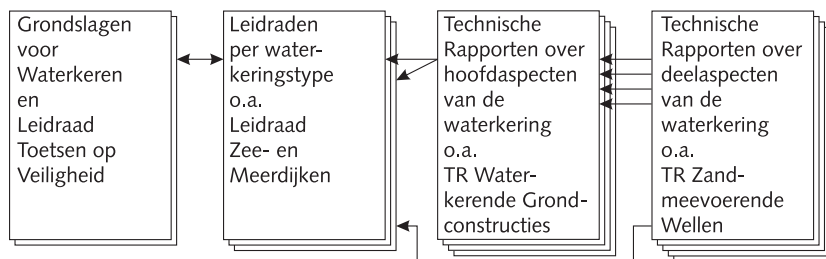 Grondslagen
voor
Waterkeren
en
Leidraad
Toetsen op
Veiligheid
Leidraden
per water-
keringstype
o.a.
Leidraad
Zee- en
Meerdijken
Technische
Rapporten over
hoofdaspecten
van de
waterkering
o.a.
TR Water-
kerende Grond-
constructies
Technische
Rapporten over
deelaspecten
van de
waterkering
o.a.
TR Zand-
meevoerende
Wellen